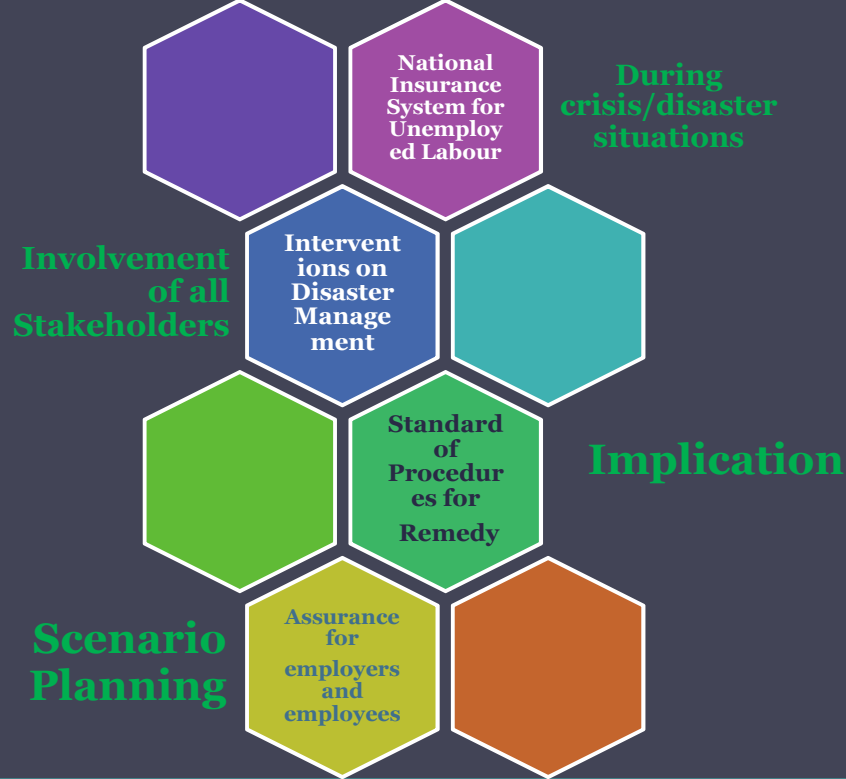 National
Insurance
System for
Unemploy
ed Labour
During
crisis/disaster
situations
Involvement
of all
Stakeholders
Intervent
ions on
Disaster
Manage
ment
Standard
of
Procedur
es for
Remedy
Implication
Scenario
Planning
Assurance
for
employers
and
employees